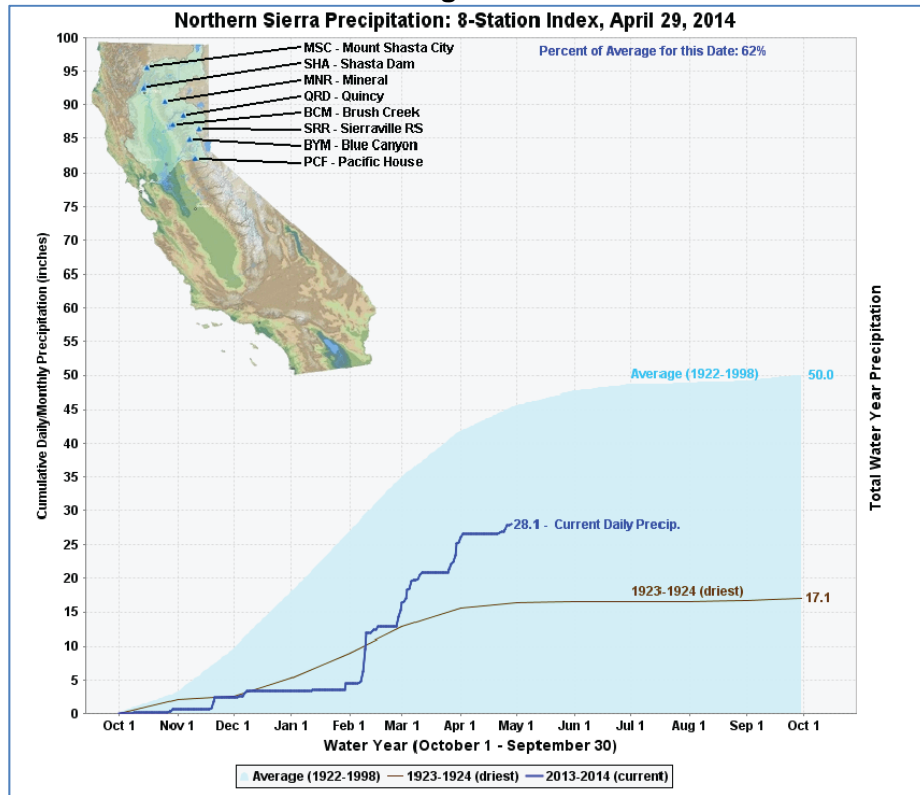 Northern Sierra Precipitation: 8-Station Index, April 29, 2014
Percent of Average for this Date: 62%
MSC - Mount Shasta City
SHA - Shasta Dam
MNR - Mineral
QRD - Quincy
BCM - Brush Creek
SRR - Sierraville RS
BYM - Blue Canyon
PCF - Pacific House
Cumulative Daily/Monthly Precipitation (inches)
100
95
90
85
80
75
70
65
60
55
50
45
40
35
30
25
20
15
10
5
0
Average (1922-1998)
50.0
28.1 - Current Daily Precip.
1923-1924 (driest)
17.1
Total Water Year Precipitation
Oct 1 Nov 1 Dec 1 Jan 1 Feb 1 Mar 1 Apr 1 May 1 Jun 1 Jul 1 Aug 1 Sep 1 Oct 1
Water Year (October 1 - September 30)
Average (1922-1998) 1923-1924 (driest) 2013-2014 (current)